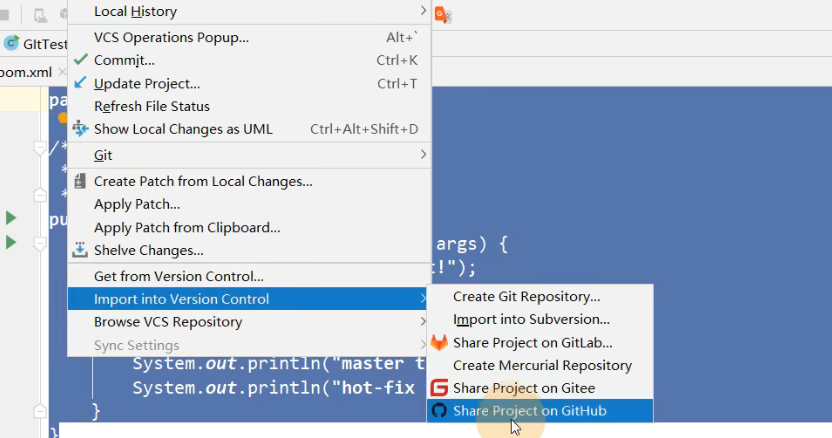 Local History
VCS Operations Popup... Alt+`
GItTest
Commit... Ctrl+K
pom.xml
Update Project... Ctrl+T
Refresh File Status
Show Local Changes as UML Ctrl+Alt+Shift+D
/*
Git
*
Create Patch from Local Changes...
*
Apply Patch...
Apply Patch from Clipboard...
args) {
Shelve Changes...
!");
Get from Version Control...
Import into Version Control
Create Git Repository...
Browse VCS Repository
Import into Subversion...
Sync Settings
Share Project on GitLab...
System.out.println("master t
Create Mercurial Repository
System.out.println("hot-fix
Share Project on Gitee
}
Share Project on GitHub
}